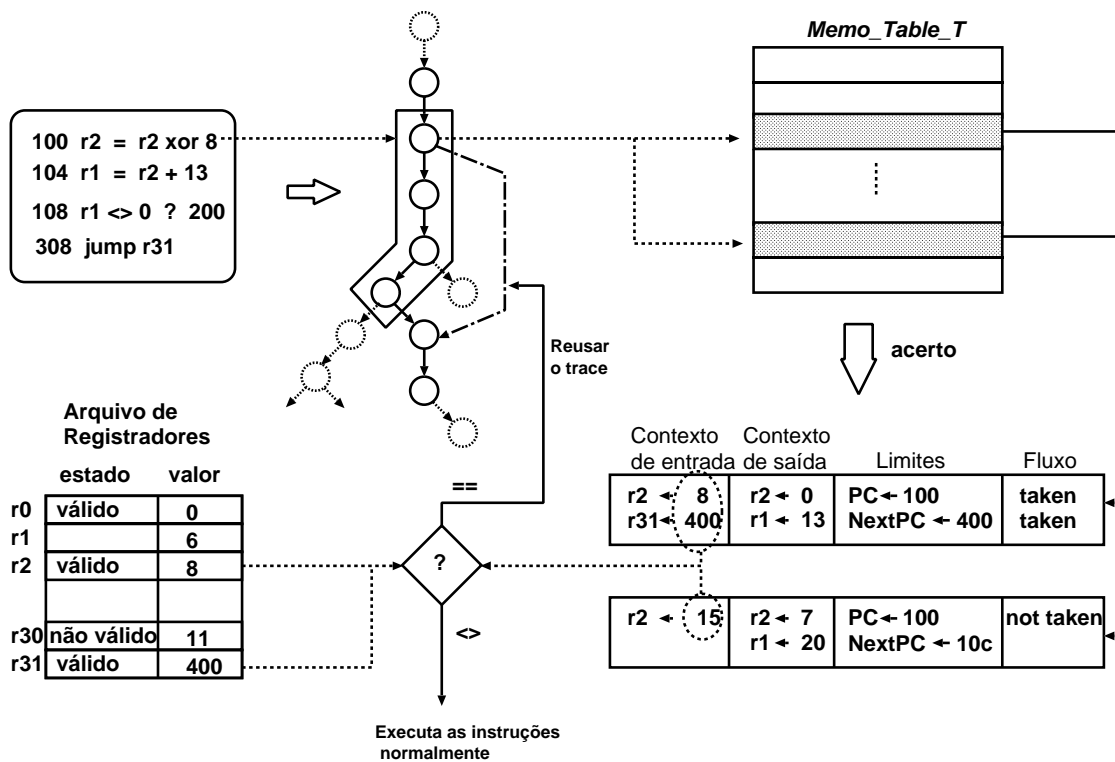 Memo_Table_T
100 r2 = r2 xor 8
104 r1 = r2 + 13
108 r1 <> 0 ? 200
308 jump r31
acerto
Reusar
o trace
Arquivo de
Registradores
estado valor
r0 válido 0
r1 6
r2 válido 8
r30 não válido 11
r31 válido 400
==
?
<>
Executa as instruções
normalmente
Contexto de entrada
Contexto de saída
Limites
Fluxo
r2 ← 8 r2 ← 0 PC ← 100 taken
r31 ← 400 r1 ← 13 NextPC ← 400 taken
r2 ← 15 r2 ← 7 PC ← 100 not taken
r1 ← 20 NextPC ← 10c